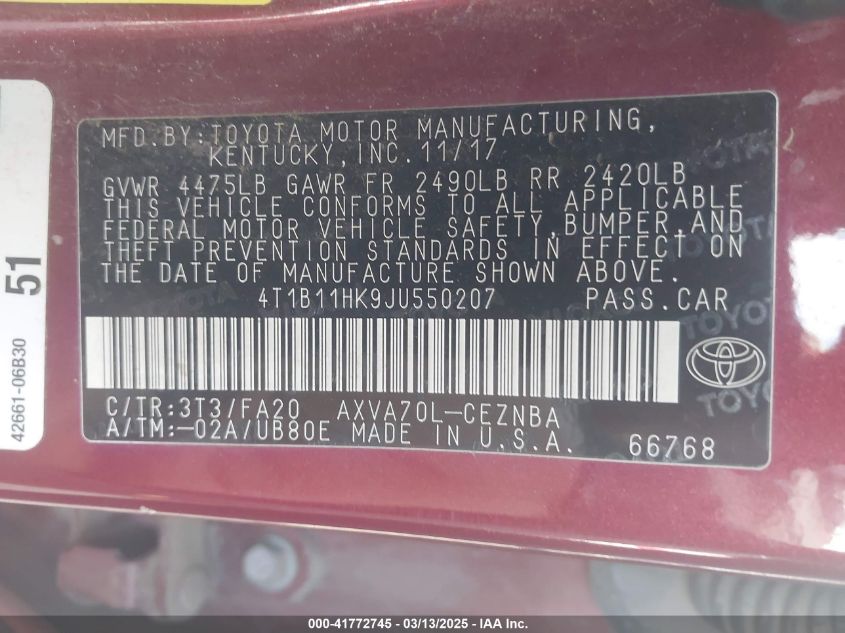 MFD. BY: TOYOTA MOTOR MANUFACTURING,
KENTUCKY, INC. 11/17
GVWR 4475LB GAWR FR 2490LB RR 2420LB
THIS VEHICLE CONFORMS TO ALL APPLICABLE
FEDERAL MOTOR VEHICLE SAFETY, BUMPER, AND
THEFT PREVENTION STANDARDS IN EFFECT ON
THE DATE OF MANUFACTURE SHOWN ABOVE.
4T1B11HK9JU550207 PASS. CAR
C/TR: 3T3/FA20 AXVA70L-CEZNBA
A/TM: -02A/UB80E MADE IN U.S.A. 66768
51
42661-06B30
000-41772745 - 03/13/2025 - IAA Inc.